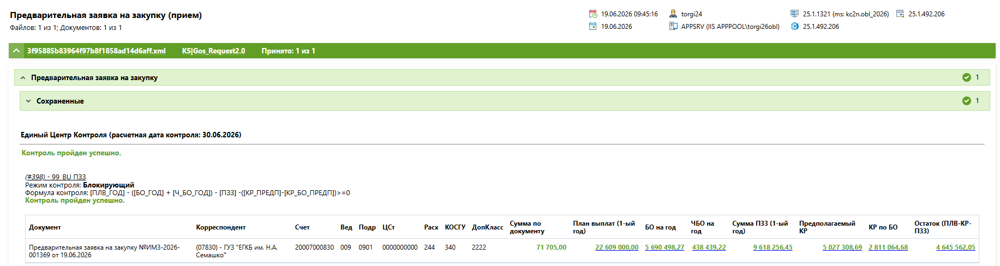 Предварительная заявка на закупку (прием)
Файлов: 1 из 1; Документов: 1 из 1
19.06.2026 09:45:16 torgi24 25.1.1321 (ms: kc2n.obl_2026) 25.1.492.206
19.06.2026 APPSRV (IIS APPPOOL\torgi26obl) 25.1.492.206
3f95885b83964f97b8f1858ad14d6aff.xml KS|Gos_Request2.0 Принято: 1 из 1
Предварительная заявка на закупку 1
Сохраненные 1
Единый Центр Контроля (расчетная дата контроля: 30.06.2026)
Контроль пройден успешно.
(#398) - 99_BU ПЗЗ
Режим контроля: Блокирующий
Формула контроля: [ПЛВ_ГОД] - ([БО_ГОД] + [Ч_БО_ГОД]) - [ПЗЗ] -([КР_ПРЕДП]-[КР_БО_ПРЕДП])>=0
Контроль пройден успешно.
Документ Корреспондент Счет Вед Подр ЦСт Расх КОСГУ ДопКласс Сумма по документу План выплат (1-ый год) БО на год ЧБО на год Сумма ПЗЗ (1-ый год) Предполагаемый КР КР по БО Остаток (ПЛВ-КР-ПЗЗ)
Предварительная заявка на закупку №ИМЗ-2026-001369 от 19.06.2026 (07830) - ГУЗ "ЕГКБ им. Н.А. Семашко" 20007000830 009 0901 0000000000 244 340 2222 71 705,00 22 609 000,00 5 690 498,27 438 439,22 9 618 256,45 5 027 308,69 2 811 064,68 4 645 562,05